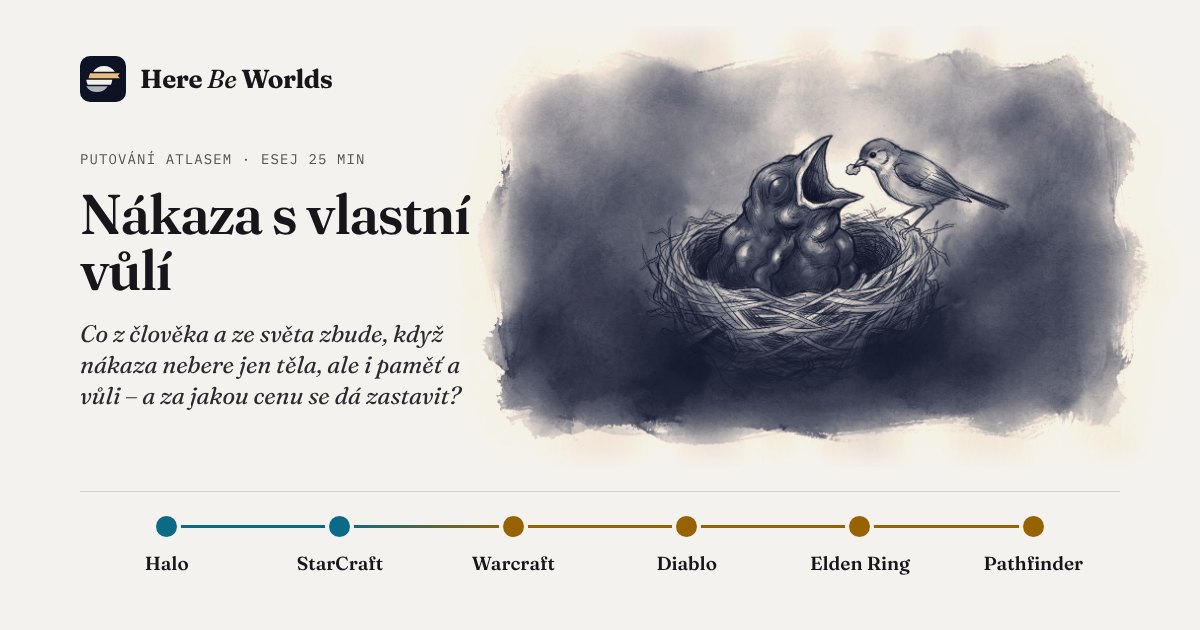 Here Be Worlds
PUTOVÁNÍ ATLASEM · ESEJ 25 MIN
Nákaza s vlastní
vůlí
Co z člověka a ze světa zbude, když
nákaza nebere jen těla, ale i paměť a
vůli – a za jakou cenu se dá zastavit?
Halo
StarCraft
Warcraft
Diablo
Elden Ring
Pathfinder